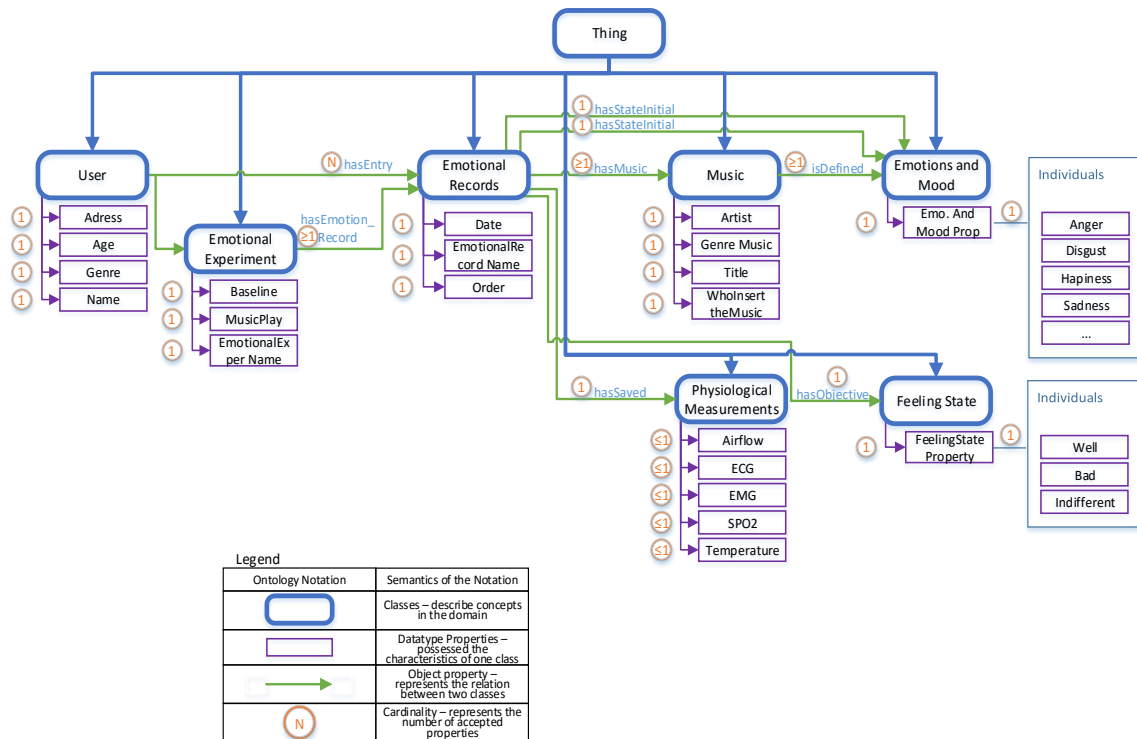 Thing
1
hasStateInitial
1
hasStateInitial
User
N
hasEntry
Emotional
Records
≥1
hasMusic
Music
≥1
isDefined
Emotions and
Mood
1
Adress
1
Age
1
Genre
1
Name
Emotional
Experiment
hasEmotion_
≥1
Record
1
Baseline
1
MusicPlay
1
EmotionalEx
per Name
1
Date
1
EmotionalRe
cord Name
1
Order
1
Artist
1
Genre Music
1
Title
1
WhoInsert
theMusic
1
Emo. And
Mood Prop
1
Individuals
Anger
Disgust
Hapiness
Sadness
...
1
hasSaved
Physiological
Measurements
1
hasObjective
Feeling State
≤1
Airflow
≤1
ECG
≤1
EMG
≤1
SPO2
≤1
Temperature
1
FeelingState
Property
1
Individuals
Well
Bad
Indifferent
Legend
Ontology Notation
Semantics of the Notation
Classes – describe concepts
in the domain
Datatype Properties –
possessed the
characteristics of one class
Object property –
represents the relation
between two classes
N
Cardinality – represents the
number of accepted
properties